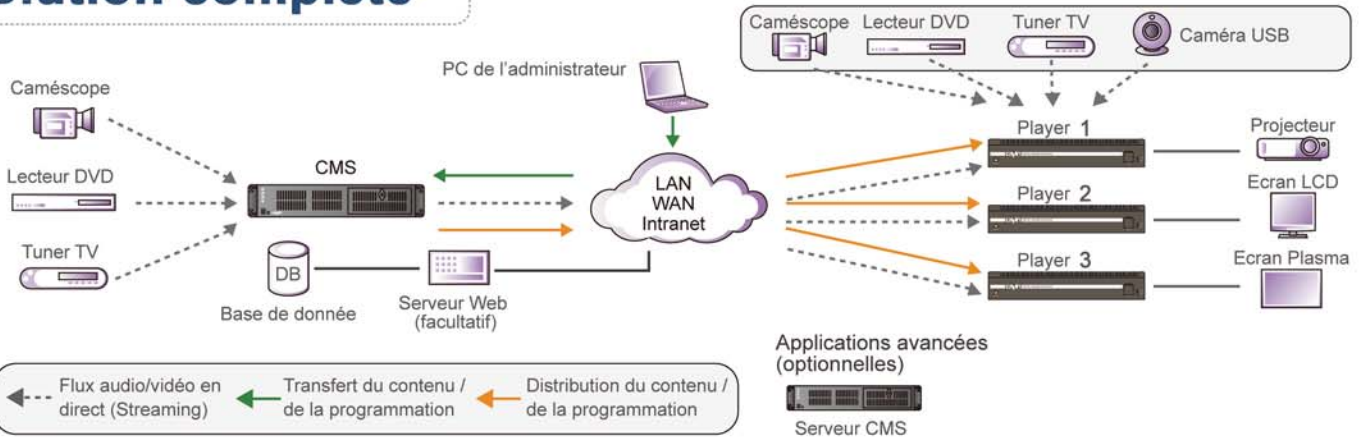 Caméscope
Lecteur DVD
Tuner TV
Caméra USB
PC de l'administrateur
Caméscope
Lecteur DVD
Tuner TV
CMS
LAN
WAN
Intranet
Player 1
Player 2
Player 3
Projecteur
Ecran LCD
Ecran Plasma
DB
Base de donnée
Serveur Web
(facultatif)
Flux audio/vidéo en
direct (Streaming)
Transfert du contenu /
de la programmation
Distribution du contenu /
de la programmation
Applications avancées
(optionnelles)
Serveur CMS